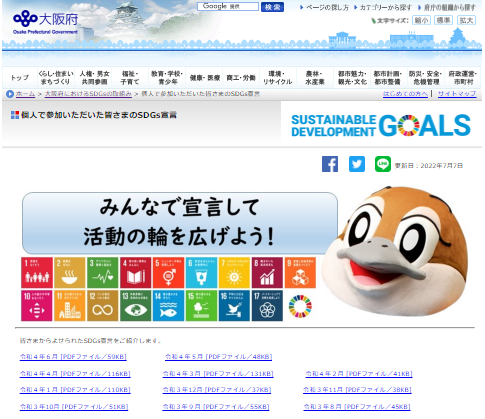 大阪府
Osaka Prefectural Government
Google 提供
検索
ページの探し方
カテゴリーから探す
府庁の組織から探す
文字サイズ: 縮小 標準 拡大
トップ
くらし・住まい・まちづくり
人権・男女共同参画
福祉・子育て
教育・学校・青少年
健康・医療
商工・労働
環境・リサイクル
農林・水産業
都市魅力・観光・文化
都市計画・都市整備
防災・安全・危機管理
府政運営・市町村
ホーム > 大阪府におけるSDGsの取組み > 個人で参加いただいた皆さまのSDGs宣言
はじめての方へ | サイトマップ
個人で参加いただいた皆さまのSDGs宣言
SUSTAINABLE
DEVELOPMENT GOALS
更新日:2022年7月7日
みんなで宣言して
活動の輪を広げよう!
1 2 3 4 5 6 7 8 9
10 11 12 13 14 15 16 17
皆さまからよせられたSDGs宣言をご紹介します。
令和4年6月 [PDFファイル/59KB] 令和4年5月 [PDFファイル/48KB]
令和4年4月 [PDFファイル/116KB] 令和4年3月 [PDFファイル/131KB] 令和4年2月 [PDFファイル/41KB]
令和4年1月 [PDFファイル/110KB] 令和3年12月 [PDFファイル/37KB] 令和3年11月 [PDFファイル/38KB]
令和3年10月 [PDFファイル/51KB] 令和3年9月 [PDFファイル/55KB] 令和3年8月 [PDFファイル/45KB]